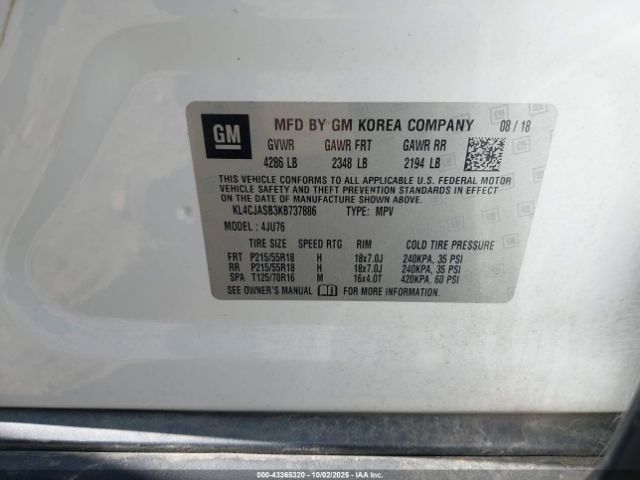 GM
MFD BY GM KOREA COMPANY 08 / 18
GVWR GAWR FRT GAWR RR
4286 LB 2348 LB 2194 LB
THIS VEHICLE CONFORMS TO ALL APPLICABLE U.S. FEDERAL MOTOR
VEHICLE SAFETY AND THEFT PREVENTION STANDARDS IN EFFECT
ON THE DATE OF MANUFACTURE SHOWN ABOVE.
KL4CJASB3KB737886 TYPE: MPV
MODEL : 4JU76
TIRE SIZE SPEED RTG RIM COLD TIRE PRESSURE
FRT P215/55R18 H 18x7.0J 240KPA, 35 PSI
RR P215/55R18 H 18x7.0J 240KPA, 35 PSI
SPA T125/70R16 M 16x4.0T 420KPA, 60 PSI
SEE OWNER'S MANUAL FOR MORE INFORMATION.
000-43365320 - 10/02/2025 - IAAI.COM